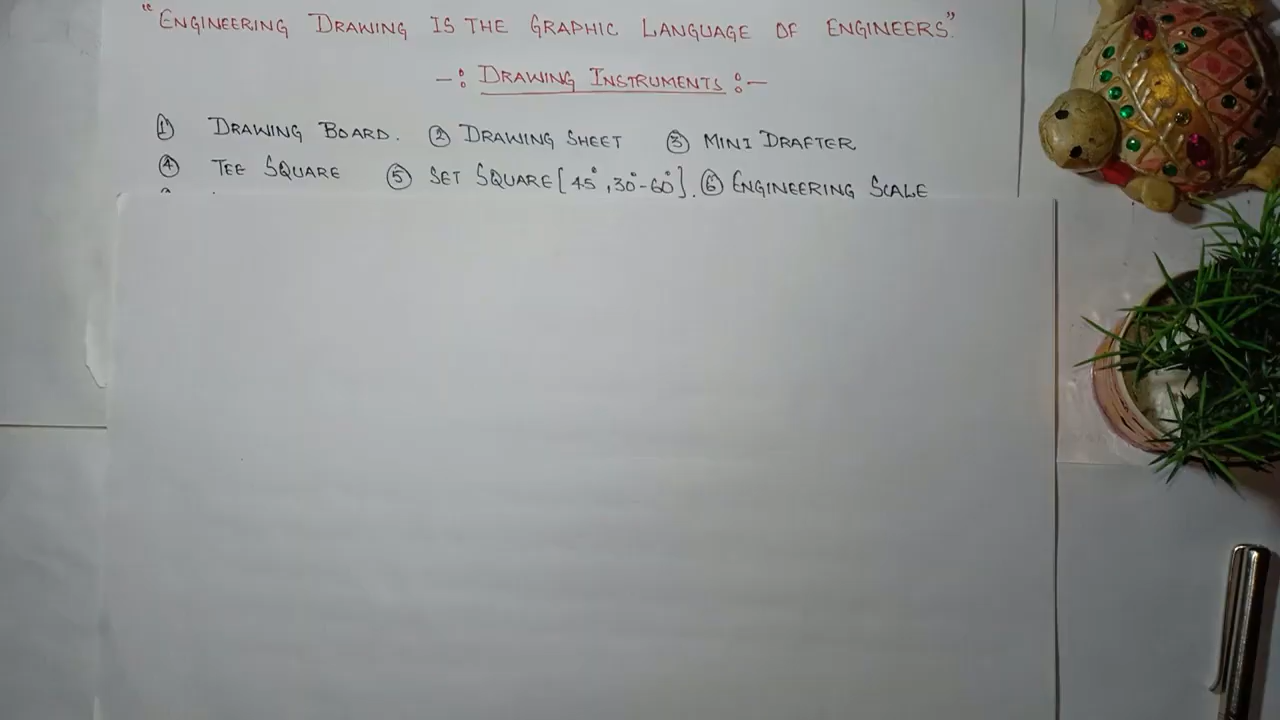 "ENGINEERING DRAWING IS THE GRAPHIC LANGUAGE OF ENGINEERS."
-: DRAWING INSTRUMENTS :-
① DRAWING BOARD. ② DRAWING SHEET ③ MINI DRAFTER
④ TEE SQUARE ⑤ SET SQUARE [45°, 30°-60°]. ⑥ ENGINEERING SCALE